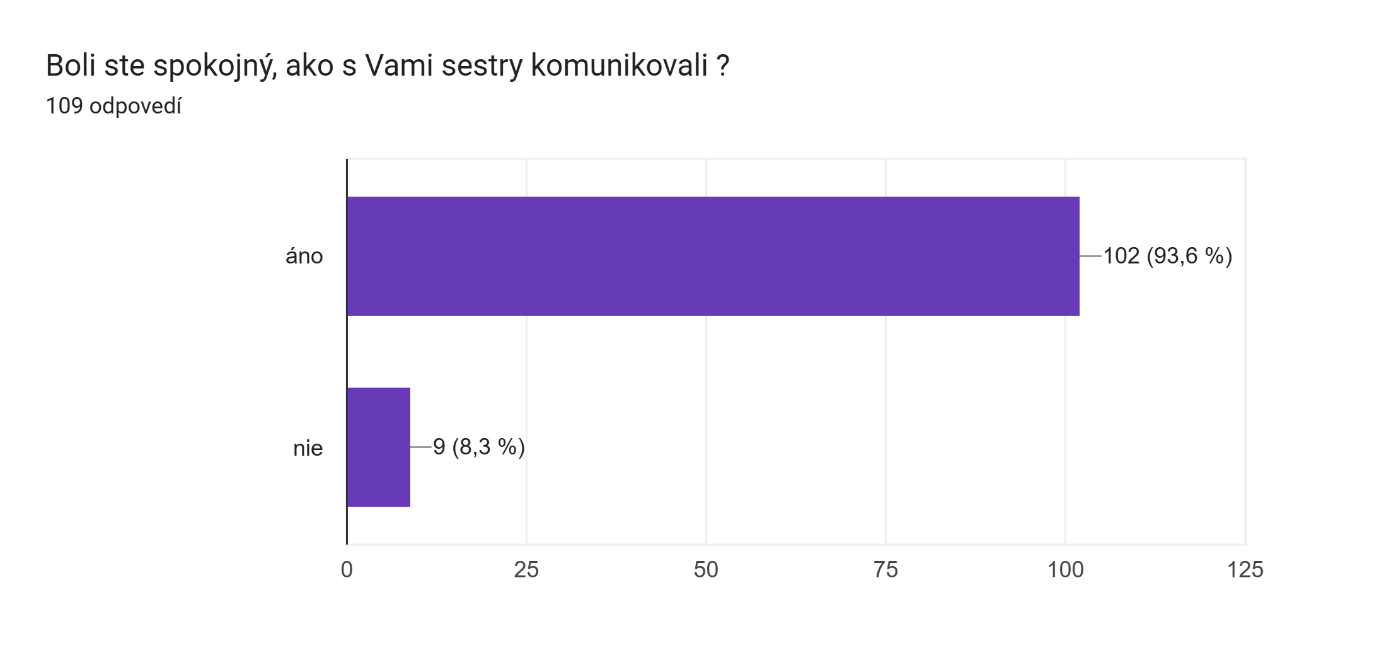 Boli ste spokojný, ako s Vami sestry komunikovali ?
109 odpovedí
áno
102 (93,6 %)
nie
9 (8,3 %)
0 25 50 75 100 125